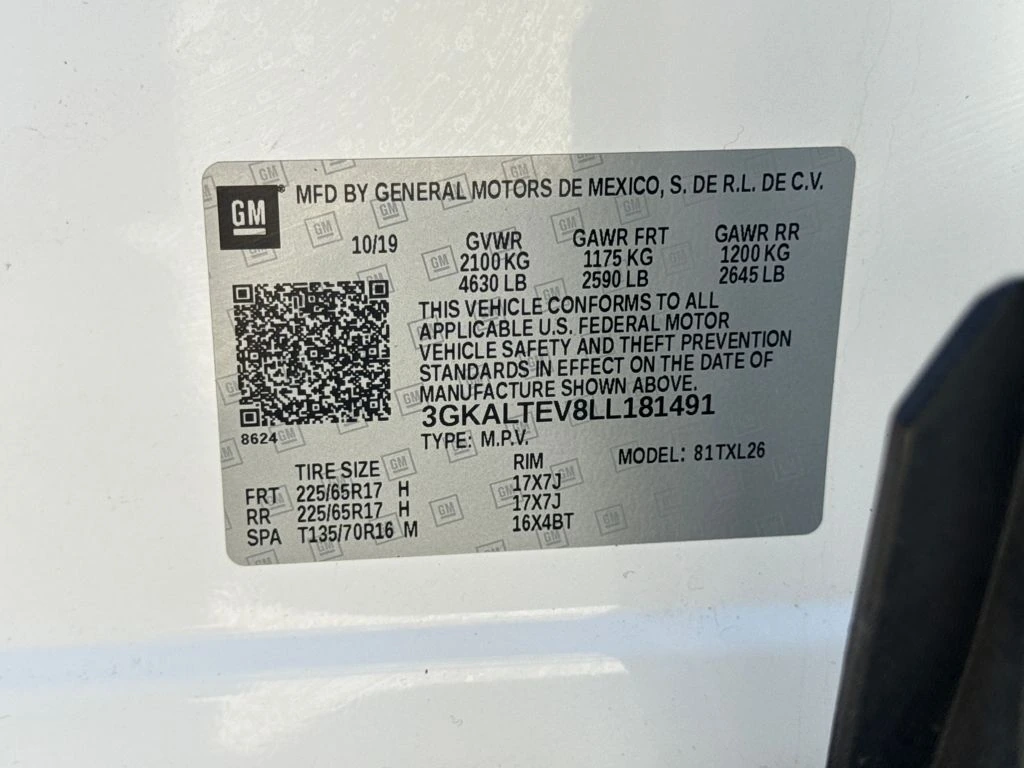 GM® MFD BY GENERAL MOTORS DE MEXICO, S. DE R.L. DE C.V.
10/19 GVWR GAWR FRT GAWR RR
2100 KG 1175 KG 1200 KG
4630 LB 2590 LB 2645 LB
THIS VEHICLE CONFORMS TO ALL
APPLICABLE U.S. FEDERAL MOTOR
VEHICLE SAFETY AND THEFT PREVENTION
STANDARDS IN EFFECT ON THE DATE OF
MANUFACTURE SHOWN ABOVE.
3GKALTEV8LL181491
8624 TYPE: M.P.V. MODEL: 81TXL26
TIRE SIZE RIM
FRT 225/65R17 H 17X7J
RR 225/65R17 H 17X7J
SPA T135/70R16 M 16X4BT